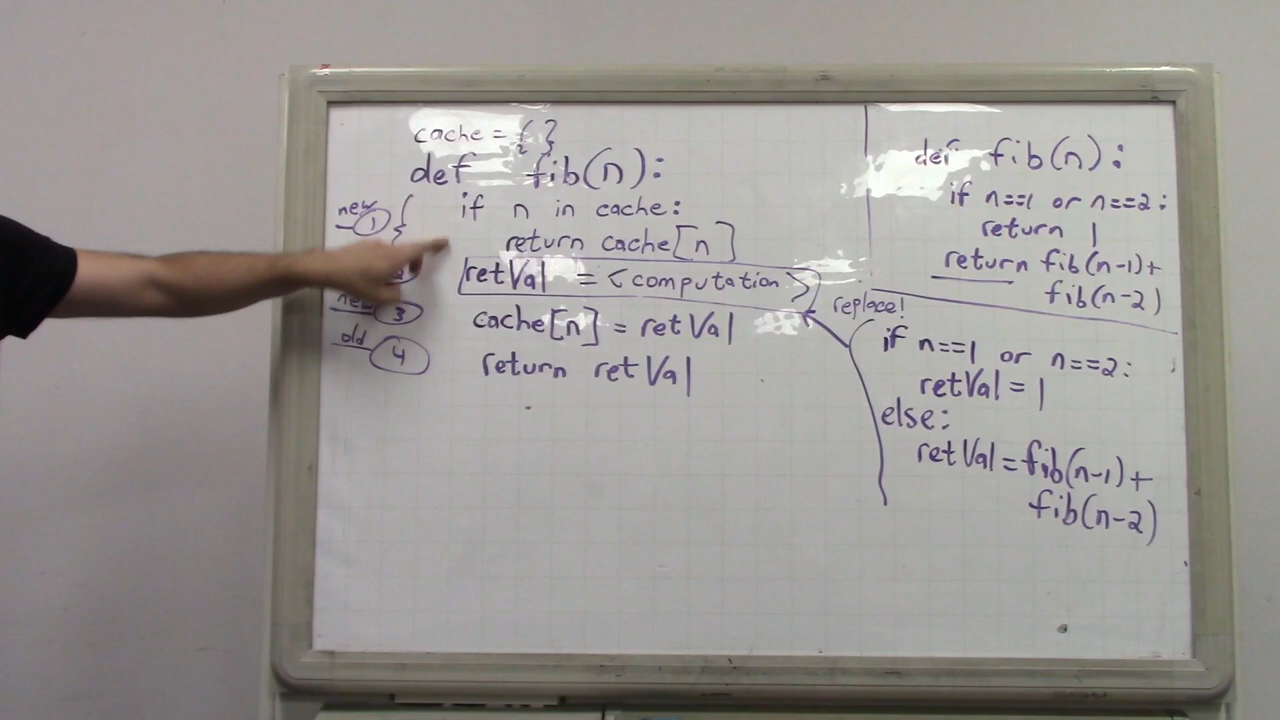 cache = { }
def fib(n):
new 1 { if n in cache:
return cache[n]
retVal = <computation>
new 3 cache[n] = retVal
old 4 return retVal
def fib(n):
if n==1 or n==2:
return 1
return fib(n-1)+
fib(n-2)
replace!
if n==1 or n==2:
retVal = 1
else:
retVal = fib(n-1)+
fib(n-2)